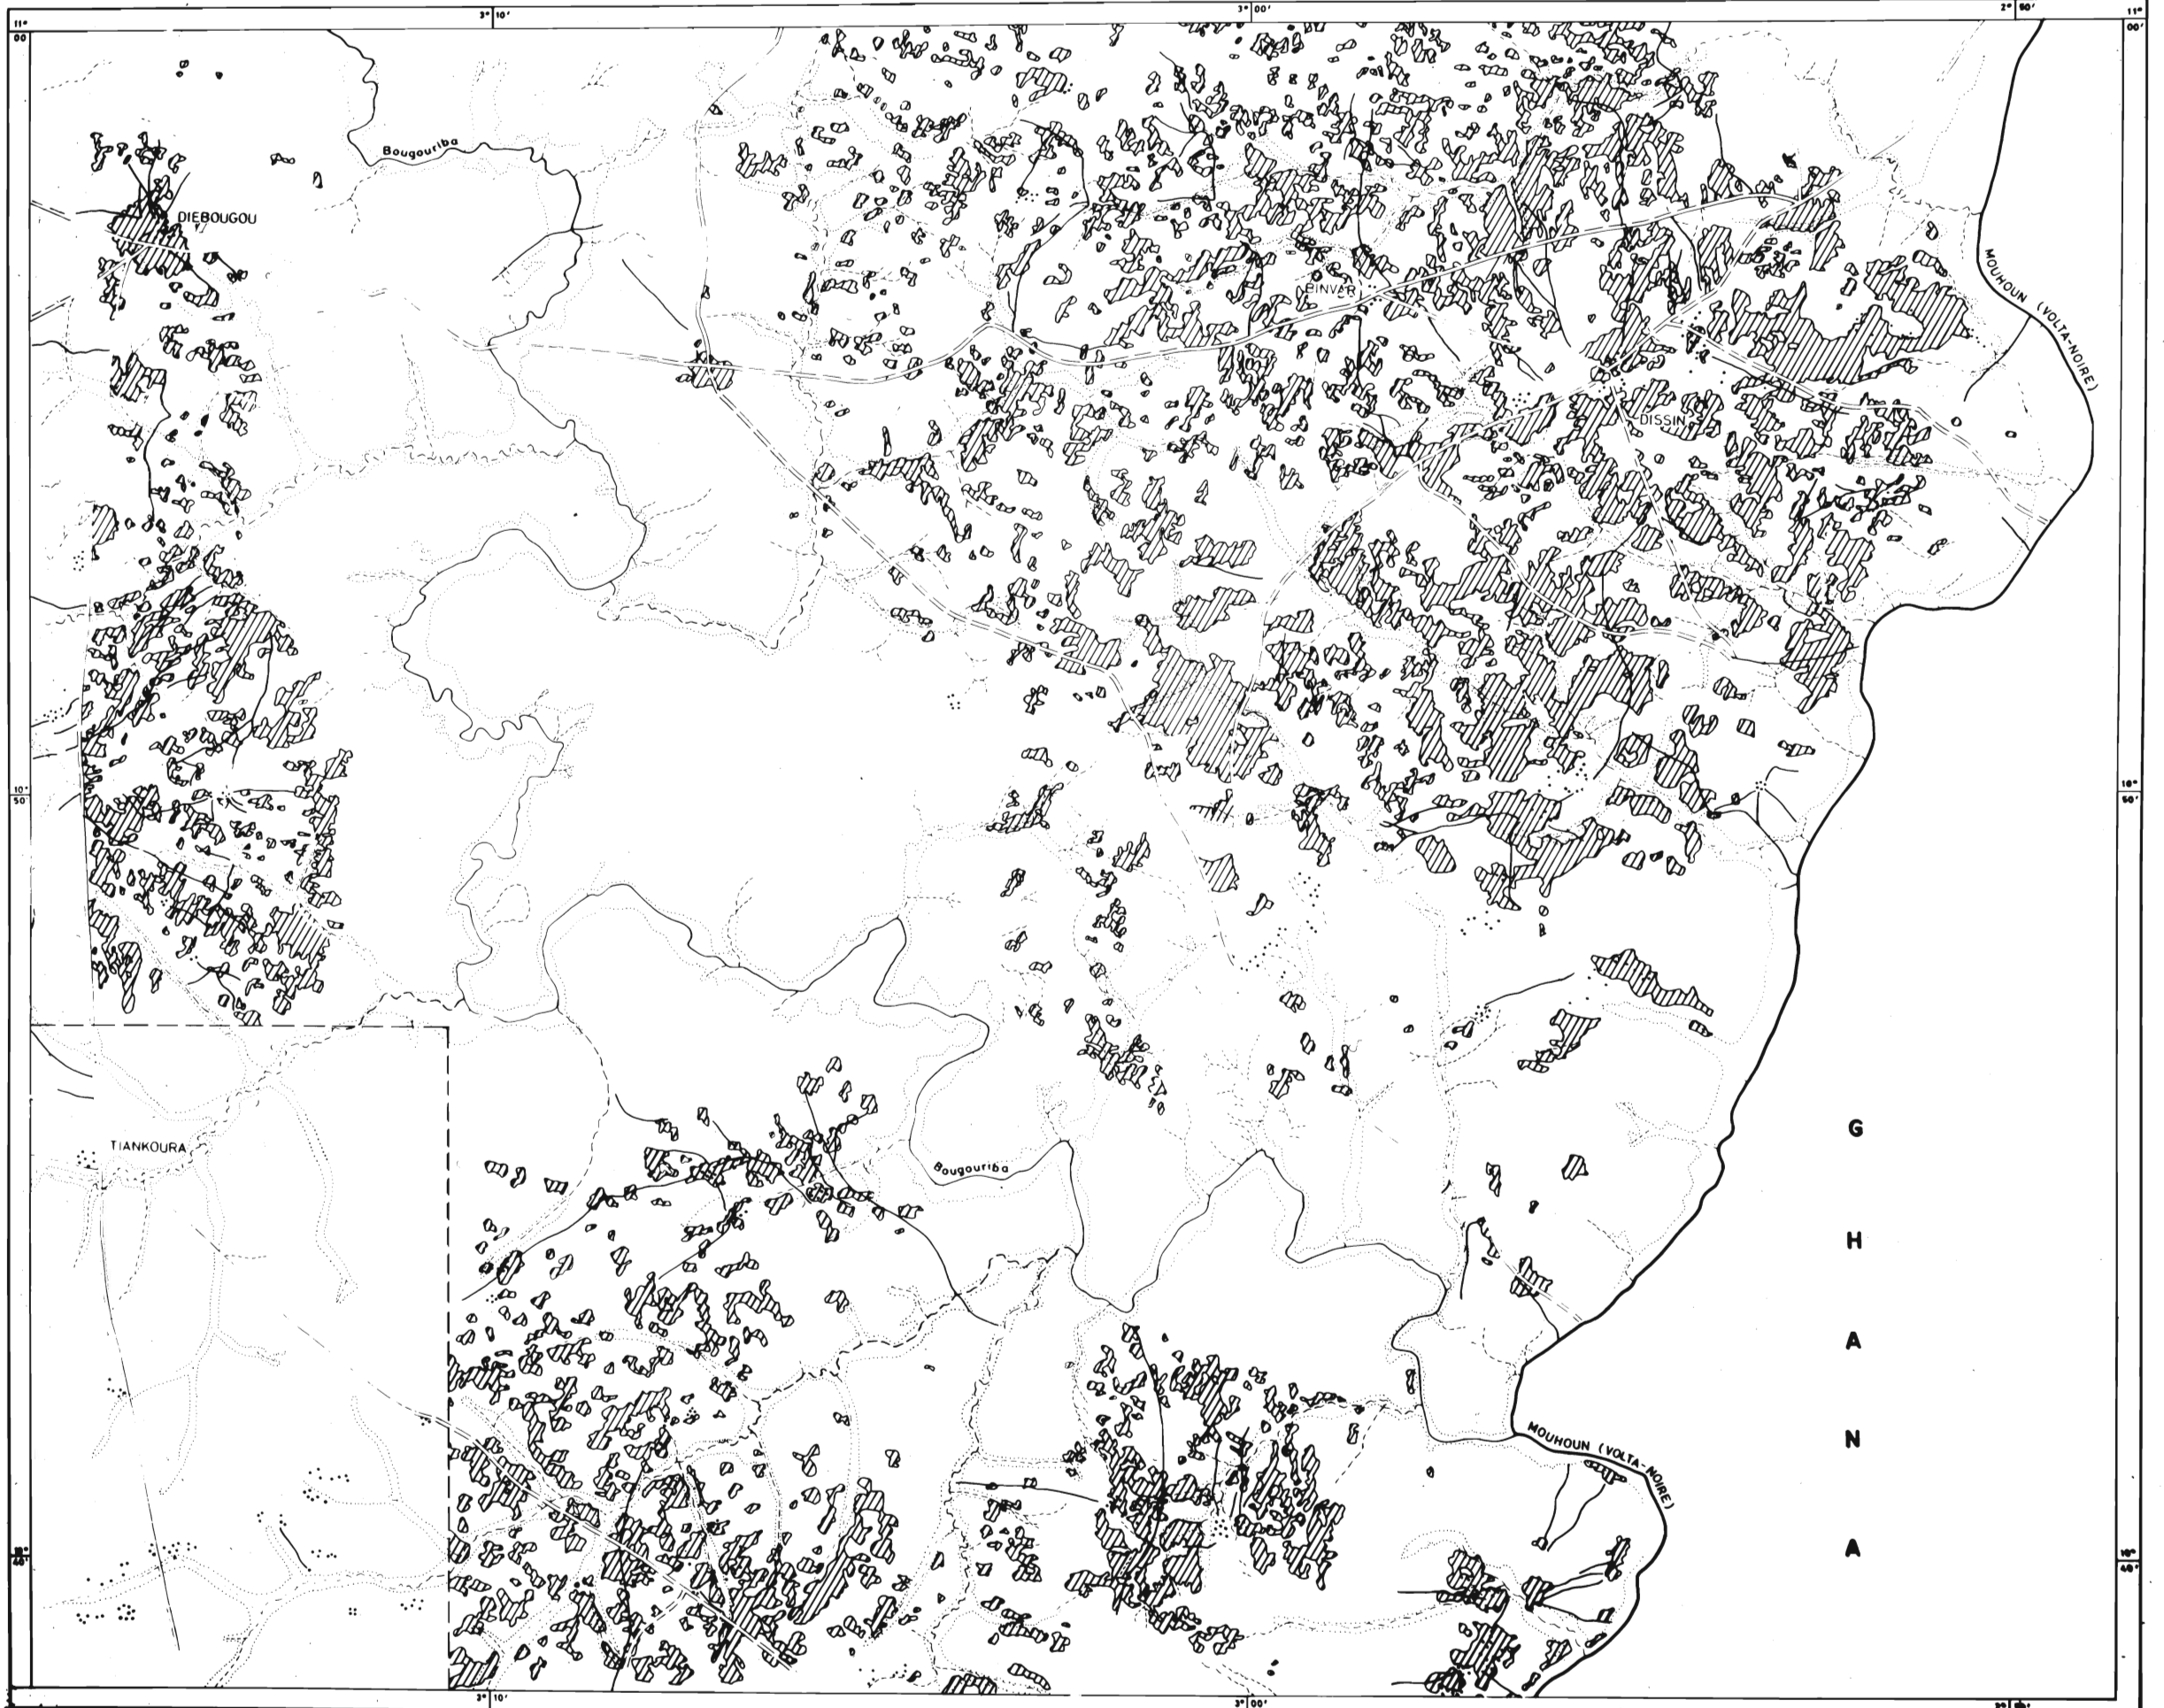 11° 3° 10' 3° 00' 2° 50' 11°
00' 00'
Bougouriba
DIEBOUGOU
MOUHOUN (VOLTA-NOIRE)
DISSIN
10° 10°
50' 50'
G
TIANKOURA
Bougouriba
H
A
MOUHOUN (VOLTA-NOIRE)
N
A
10° 10°
40' 40'
3° 10' 3° 00'